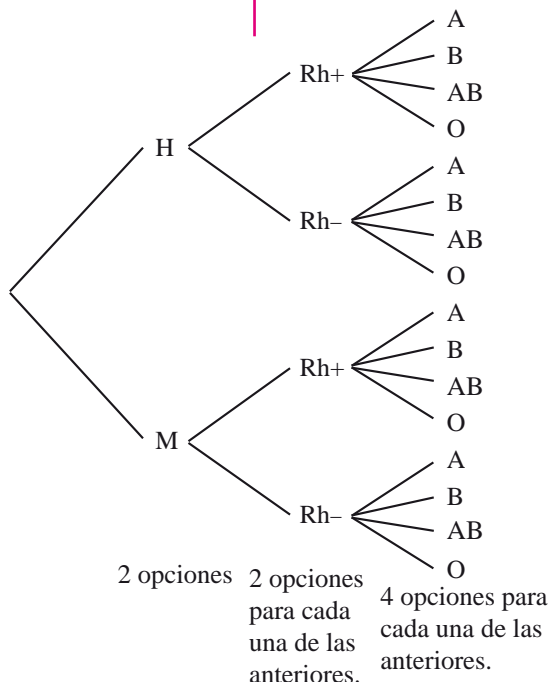 A
B
Rh+
AB
O
H
A
B
Rh–
AB
O
A
B
Rh+
AB
O
M
A
B
Rh–
AB
O
2 opciones
2 opciones
para cada
una de las
anteriores.
4 opciones para
cada una de las
anteriores.